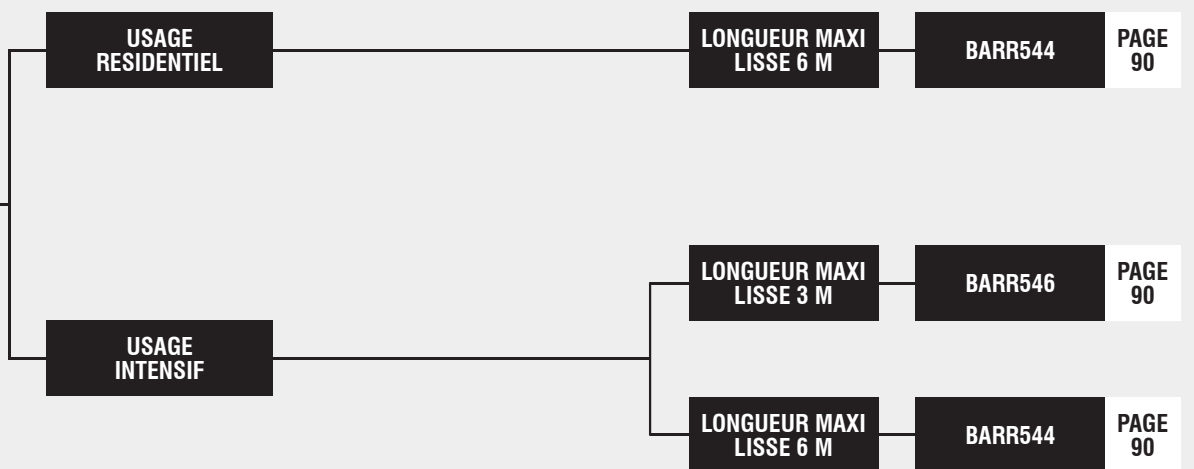 USAGE
RESIDENTIEL
LONGUEUR MAXI
LISSE 6 M
BARR544
PAGE
90
LONGUEUR MAXI
LISSE 3 M
BARR546
PAGE
90
USAGE
INTENSIF
LONGUEUR MAXI
LISSE 6 M
BARR544
PAGE
90